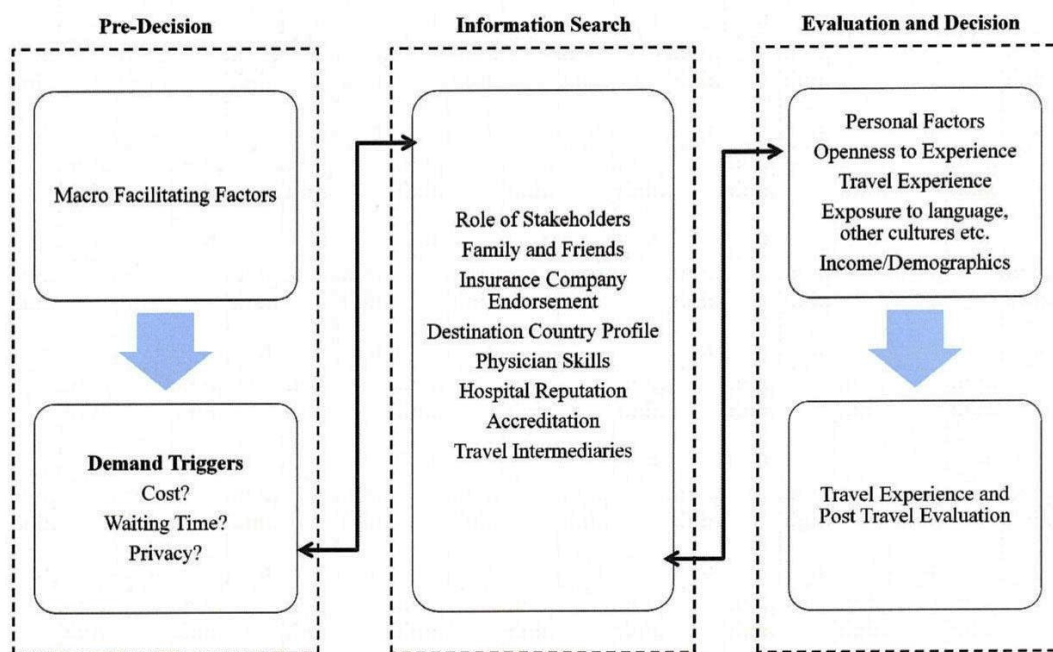 Pre-Decision
Macro Facilitating Factors
Demand Triggers
Cost?
Waiting Time?
Privacy?
Information Search
Role of Stakeholders
Family and Friends
Insurance Company
Endorsement
Destination Country Profile
Physician Skills
Hospital Reputation
Accreditation
Travel Intermediaries
Evaluation and Decision
Personal Factors
Openness to Experience
Travel Experience
Exposure to language,
other cultures etc.
Income/Demographics
Travel Experience and
Post Travel Evaluation